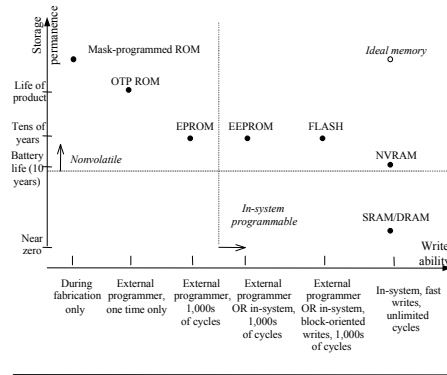 Storage
permanence
Mask-programmed ROM
Ideal memory
Life of
product
OTP ROM
Tens of
years
EPROM
EEPROM
FLASH
Battery
life (10
years)
Nonvolatile
NVRAM
In-system
programmable
SRAM/DRAM
Near
zero
Write
ability
During
fabrication
only
External
programmer,
one time only
External
programmer,
1,000s
of cycles
External
programmer
OR in-system,
1,000s
of cycles
External
programmer
OR in-system,
block-oriented
writes, 1,000s
of cycles
In-system, fast
writes,
unlimited
cycles